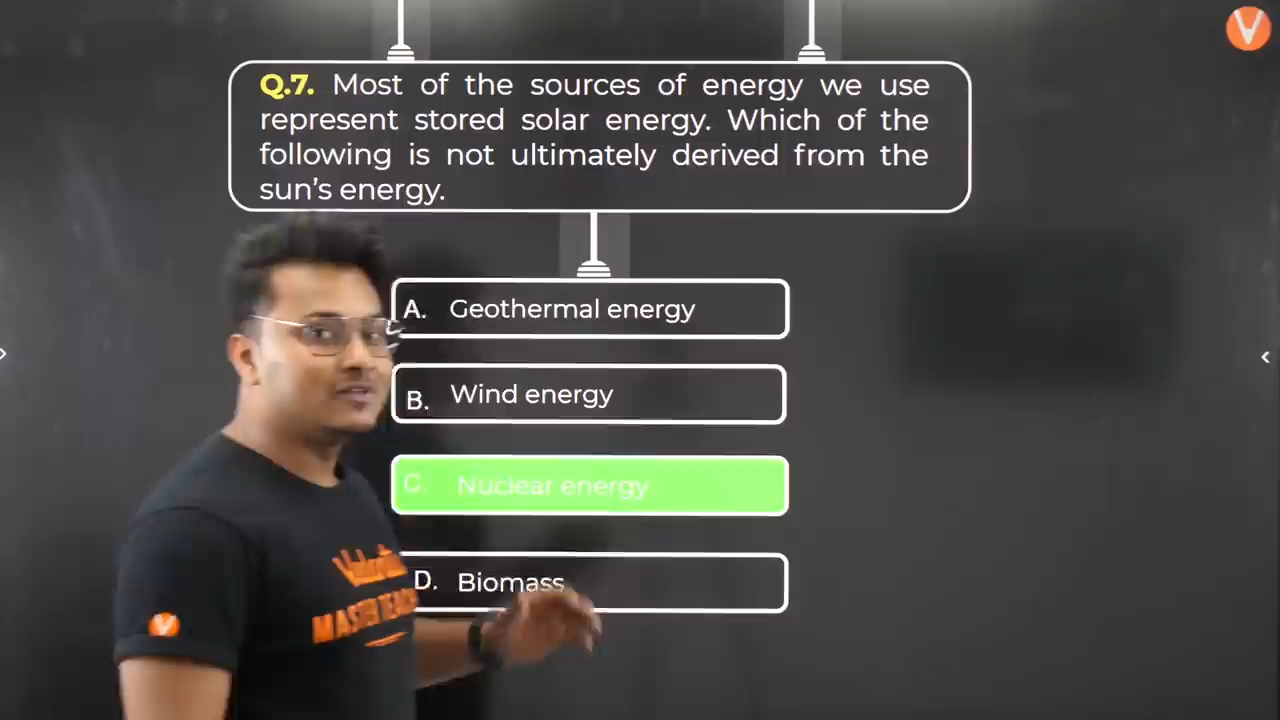 Q.7. Most of the sources of energy we use
represent stored solar energy. Which of the
following is not ultimately derived from the
sun's energy.
A. Geothermal energy
B. Wind energy
C. Nuclear energy
D. Biomass
MASTER